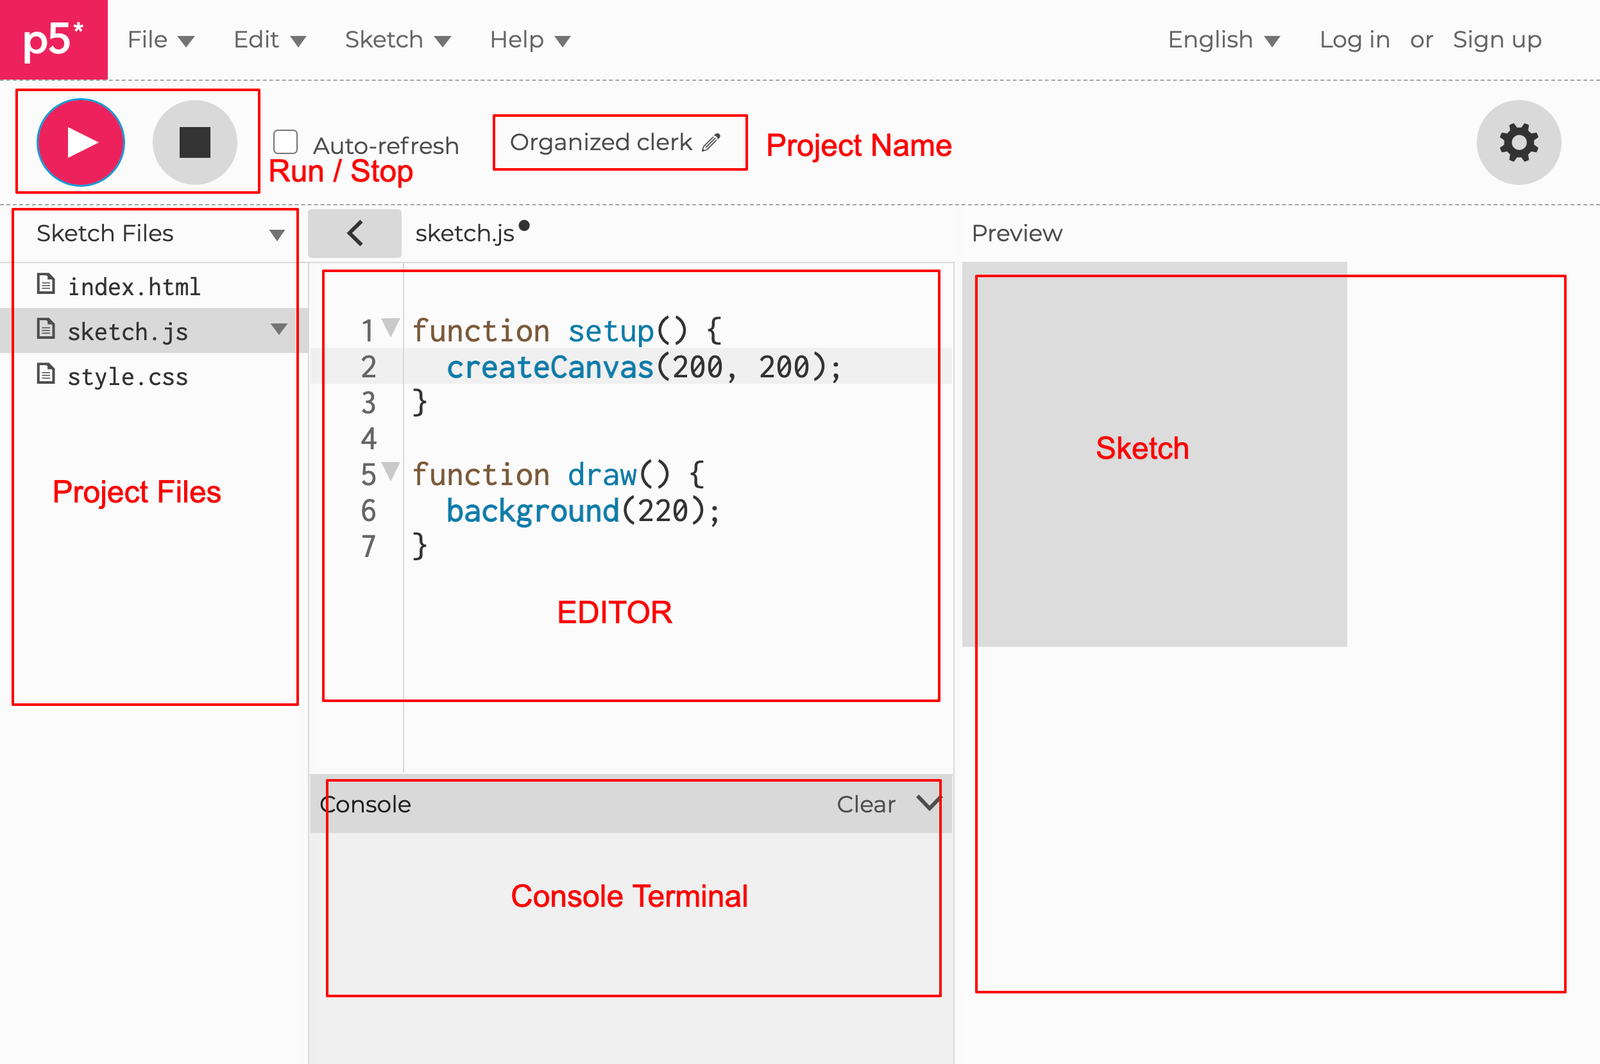 p5* File Edit Sketch Help English Log in or Sign up
Auto-refresh Organized clerk Project Name
Run / Stop
Sketch Files sketch.js Preview
index.html
sketch.js
style.css
Project Files
1 function setup() {
2 createCanvas(200, 200);
3 }
4
5 function draw() {
6 background(220);
7 }
EDITOR
Sketch
Console Clear
Console Terminal